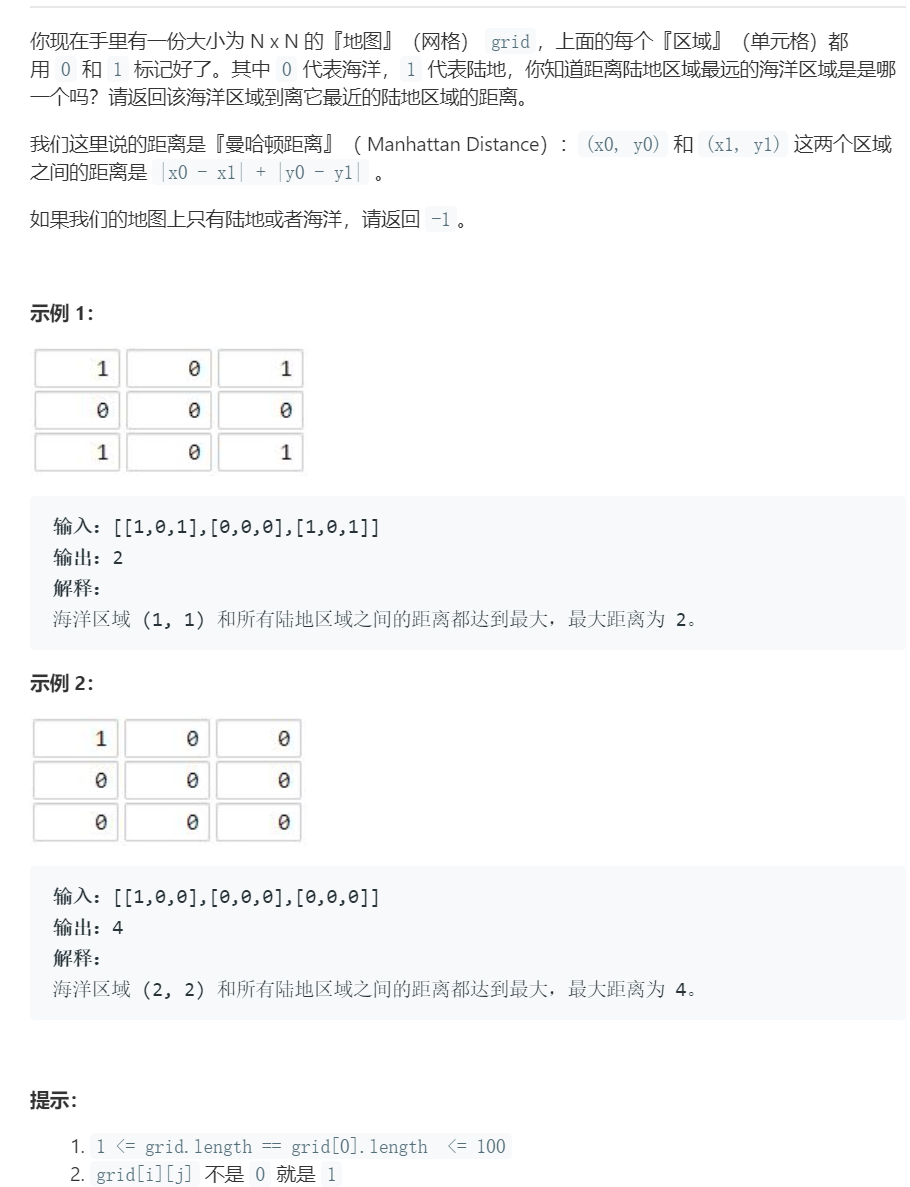 你现在手里有一份大小为 N x N 的『地图』（网格） grid，上面的每个『区域』（单元格）都
用 0 和 1 标记好了。其中 0 代表海洋，1 代表陆地，你知道距离陆地区域最远的海洋区域是是哪
一个吗？请返回该海洋区域到离它最近的陆地区域的距离。
我们这里说的距离是『曼哈顿距离』（ Manhattan Distance）：(x0, y0) 和 (x1, y1) 这两个区域
之间的距离是 |x0 - x1| + |y0 - y1| 。
如果我们的地图上只有陆地或者海洋，请返回 -1 。
示例 1：
1 0 1
0 0 0
1 0 1
输入：[[1,0,1],[0,0,0],[1,0,1]]
输出：2
解释：
海洋区域 (1, 1) 和所有陆地区域之间的距离都达到最大，最大距离为 2。
示例 2：
1 0 0
0 0 0
0 0 0
输入：[[1,0,0],[0,0,0],[0,0,0]]
输出：4
解释：
海洋区域 (2, 2) 和所有陆地区域之间的距离都达到最大，最大距离为 4。
提示：
1. 1 <= grid.length == grid[0].length <= 100
2. grid[i][j] 不是 0 就是 1